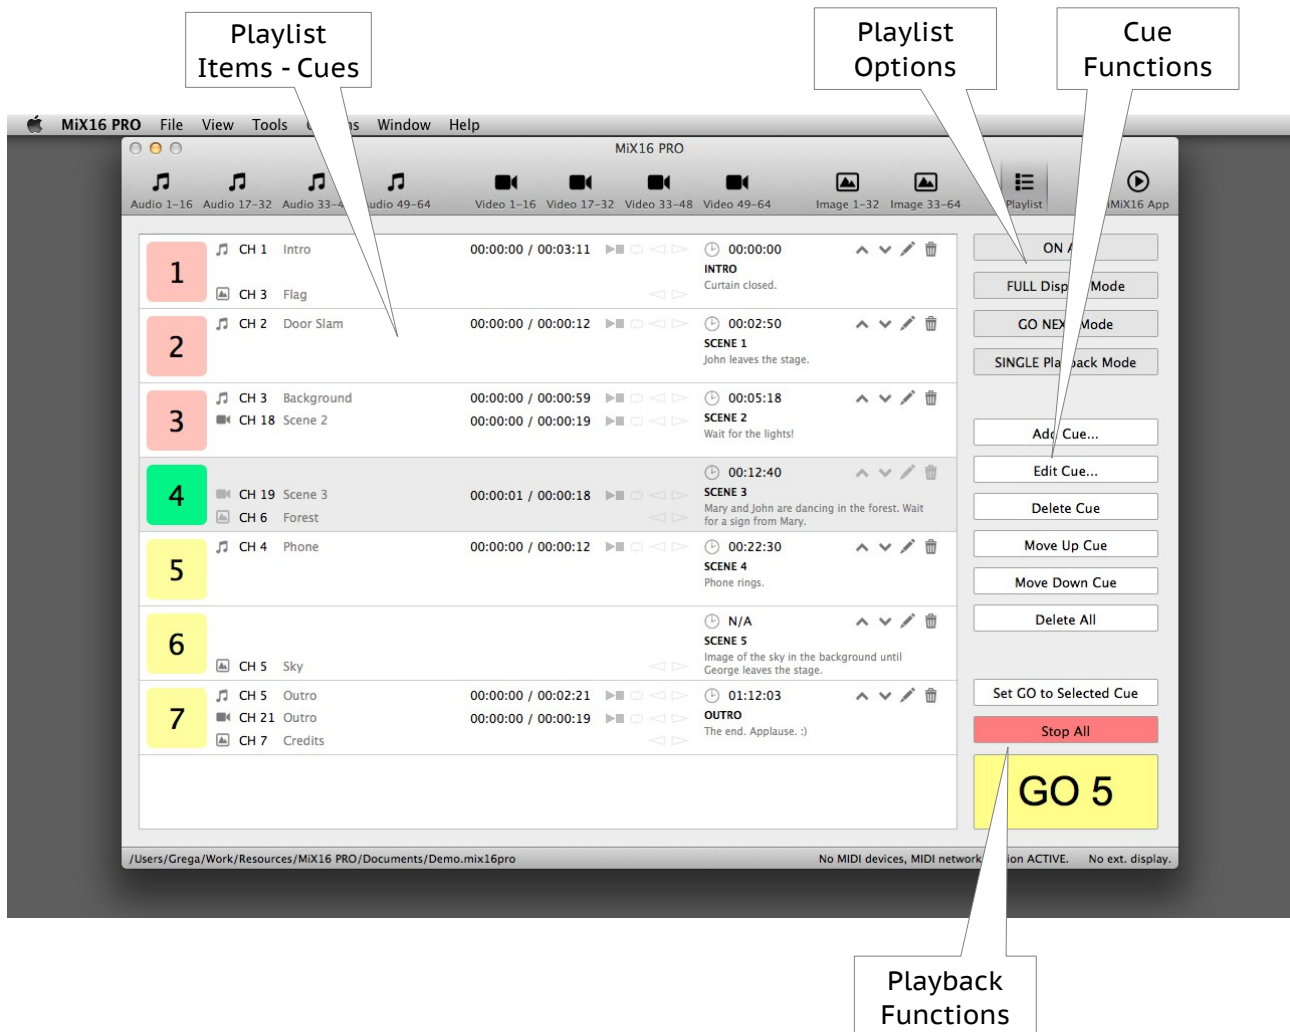 Playlist
Items - Cues
Playlist
Options
Cue
Functions
MiX16 PRO File View Tools Window Help
MiX16 PRO
Audio 1-16 Audio 17-32 Audio 49-64 Video 1-16 Video 17-32 Video 33-48 Video 49-64 Image 1-32 Image 33-64 Playlist iMiX16 App
1 CH 1 Intro 00:00:00 / 00:03:11 00:00:00
INTRO
Curtain closed.
CH 3 Flag
2 CH 2 Door Slam 00:00:00 / 00:00:12 00:02:50
SCENE 1
John leaves the stage.
3 CH 3 Background 00:00:00 / 00:00:59 00:05:18
CH 18 Scene 2 00:00:00 / 00:00:19 SCENE 2
Wait for the lights!
4 00:12:40
CH 19 Scene 3 00:00:01 / 00:00:18 SCENE 3
Mary and John are dancing in the forest. Wait
CH 6 Forest for a sign from Mary.
5 CH 4 Phone 00:00:00 / 00:00:12 00:22:30
SCENE 4
Phone rings.
6 N/A
SCENE 5
Image of the sky in the background until
CH 5 Sky George leaves the stage.
7 CH 5 Outro 00:00:00 / 00:02:21 01:12:03
CH 21 Outro 00:00:00 / 00:00:19 OUTRO
The end. Applause. :)
CH 7 Credits
ON
FULL Mode
GO Mode
SINGLE Mode
Add Cue...
Edit Cue...
Delete Cue
Move Up Cue
Move Down Cue
Delete All
Set GO to Selected Cue
Stop All
GO 5
/Users/Grega/Work/Resources/MiX16 PRO/Documents/Demo.mix16pro No MIDI devices, MIDI ACTIVE. No ext. display.
Playback
Functions